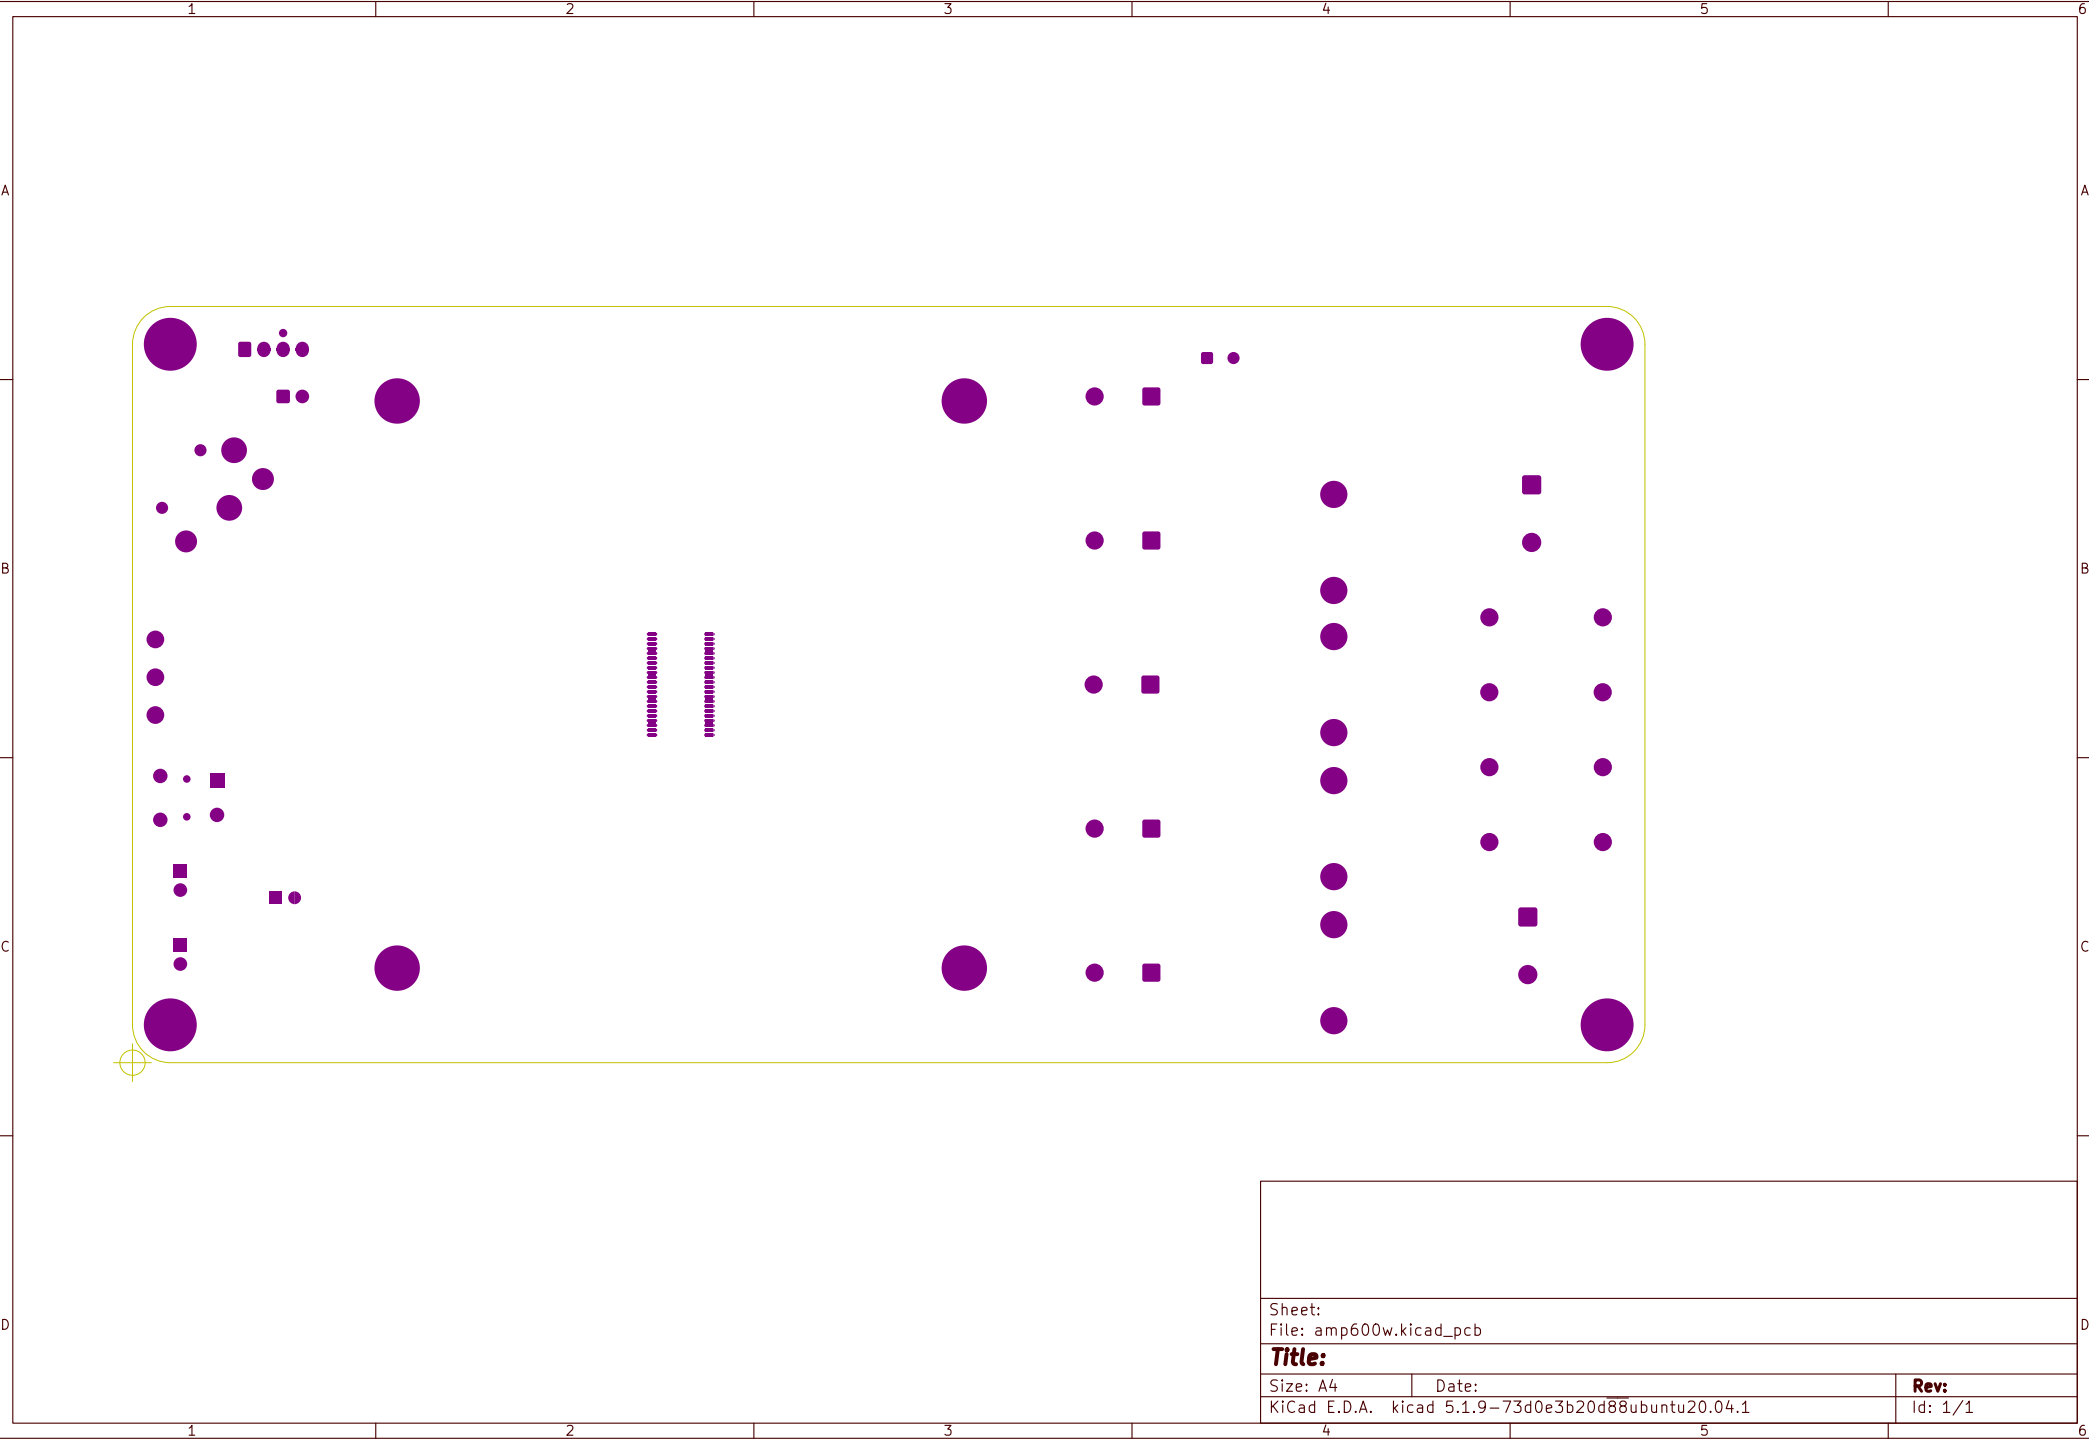 1 2 3 4 5 6
A A
B B
C C
D D
Sheet:
File: amp600w.kicad_pcb
Title:
Size: A4 Date: Rev:
KiCad E.D.A. kicad 5.1.9-73d0e3b20d88ubuntu20.04.1 Id: 1/1
1 2 3 4 5 6